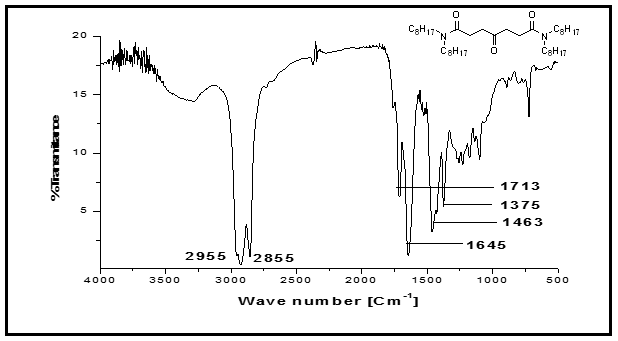 O O
C8H17 C8H17
N N
C8H17 O C8H17
20
15
10
5
%Transmitance
1713
1375
1463
1645
2955 2855
4000 3500 3000 2500 2000 1500 1000 500
Wave number [Cm-1]